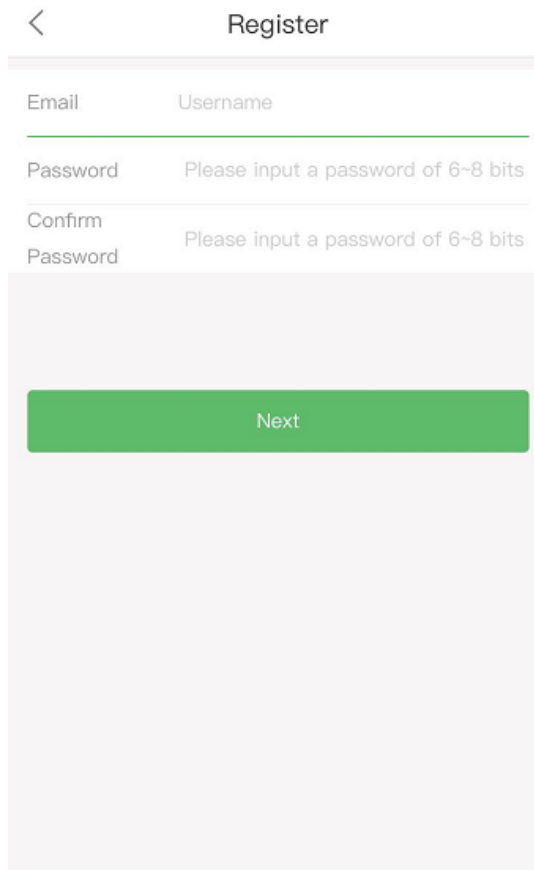 Register
Email Username
Password Please input a password of 6~8 bits
Confirm
Password Please input a password of 6~8 bits
Next